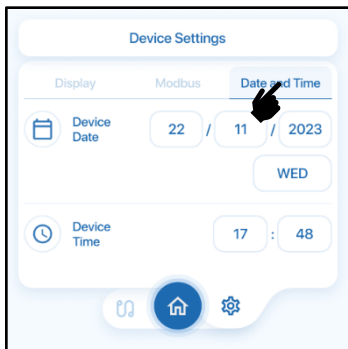 Device Settings
Display Modbus Date and Time
Device
Date
22 / 11 / 2023
WED
Device
Time
17 : 48